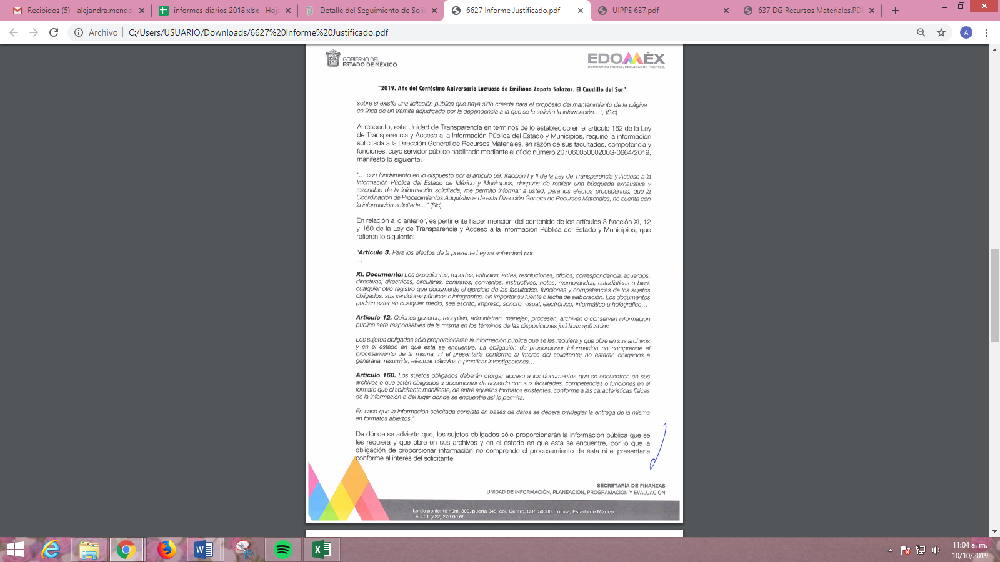 Recibidos (5) - alejandra.mendo
informes diarios 2018.xlsx - Hoja
Detalle del Seguimiento de Solic
6627 Informe Justificado.pdf
UIPPE 637.pdf
637 DG Recursos Materiales.PDF
Archivo
C:/Users/USUARIO/Downloads/6627%20Informe%20Justificado.pdf
A
GOBIERNO DEL
ESTADO DE MÉXICO
EDOMÉX
DECISIONES FIRMES, RESULTADOS FUERTES.
"2019. Año del Centésimo Aniversario Luctuoso de Emiliano Zapata Salazar. El Caudillo del Sur"
sobre si existía una licitación pública que haya sido creada para el propósito del mantenimiento de la página
en línea de un trámite adjudicado por la dependencia a la que se le solicitó la información…", (Sic)
Al respecto, esta Unidad de Transparencia en términos de lo establecido en el artículo 162 de la Ley
de Transparencia y Acceso a la Información Pública del Estado y Municipios, requirió la información
solicitada a la Dirección General de Recursos Materiales, en razón de sus facultades, competencia y
funciones, cuyo servidor público habilitado mediante el oficio número 20706005000200S-0664/2019,
manifestó lo siguiente:
"… con fundamento en lo dispuesto por el artículo 59, fracción I y II de la Ley de Transparencia y Acceso a la
Información Pública del Estado de México y Municipios, después de realizar una búsqueda exhaustiva y
razonable de la información solicitada, me permito informar a usted, para los efectos procedentes, que la
Coordinación de Procedimientos Adquisitivos de esta Dirección General de Recursos Materiales, no cuenta con
la información solicitada…" (Sic)
En relación a lo anterior, es pertinente hacer mención del contenido de los artículos 3 fracción XI, 12
y 160 de la Ley de Transparencia y Acceso a la Información Pública del Estado y Municipios, que
refieren lo siguiente:
"Artículo 3. Para los efectos de la presente Ley se entenderá por:
…
XI. Documento: Los expedientes, reportes, estudios, actas, resoluciones, oficios, correspondencia, acuerdos,
directivas, directrices, circulares, contratos, convenios, instructivos, notas, memorandos, estadísticas o bien,
cualquier otro registro que documente el ejercicio de las facultades, funciones y competencias de los sujetos
obligados, sus servidores públicos e integrantes, sin importar su fuente o fecha de elaboración. Los documentos
podrán estar en cualquier medio, sea escrito, impreso, sonoro, visual, electrónico, informático u holográfico…
Artículo 12. Quienes generen, recopilen, administren, manejen, procesen, archiven o conserven información
pública será responsables de la misma en los términos de las disposiciones jurídicas aplicables.
Los sujetos obligados sólo proporcionarán la información pública que se les requiera y que obre en sus archivos
y en el estado en que ésta se encuentre. La obligación de proporcionar información no comprende el
procesamiento de la misma, ni el presentarla conforme al interés del solicitante; no estarán obligados a
generarla, resumirla, efectuar cálculos o practicar investigaciones…
Artículo 160. Los sujetos obligados deberán otorgar acceso a los documentos que se encuentren en sus
archivos o que estén obligados a documentar de acuerdo con sus facultades, competencias o funciones en el
formato que el solicitante manifieste, de entre aquellos formatos existentes, conforme a las características físicas
de la información o del lugar donde se encuentre así lo permita.
En caso que la información solicitada consista en bases de datos se deberá privilegiar la entrega de la misma
en formatos abiertos."
De dónde se advierte que, los sujetos obligados sólo proporcionarán la información pública que se
les requiera y que obre en sus archivos y en el estado en que esta se encuentre, por lo que la
obligación de proporcionar información no comprende el procesamiento de ésta ni el presentarla
conforme al interés del solicitante.
SECRETARÍA DE FINANZAS
UNIDAD DE INFORMACIÓN, PLANEACIÓN, PROGRAMACIÓN Y EVALUACIÓN
Lerdo poniente núm. 300, puerta 345, col. Centro, C.P. 50000, Toluca, Estado de México.
Tel.: 01 (722) 276 00 66
11:04 a. m.
10/10/2019